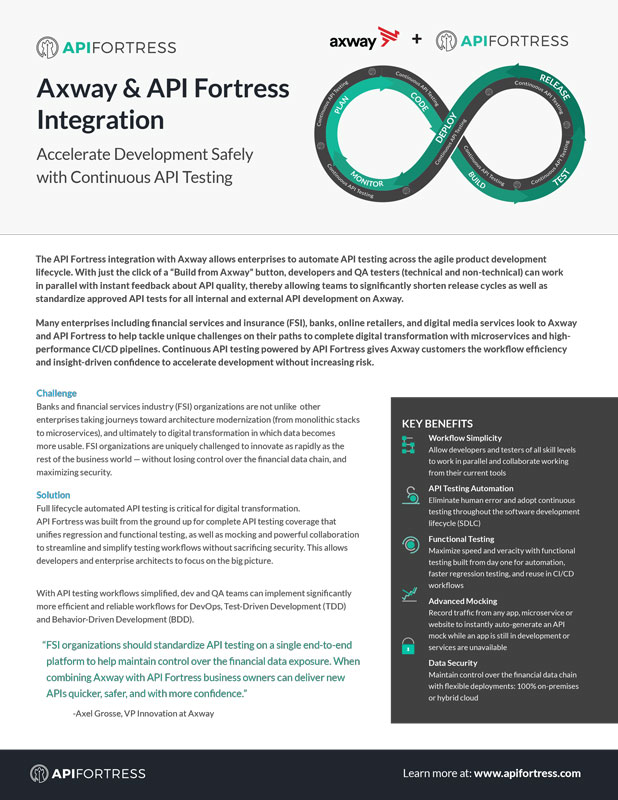 APIFORTRESS
axway + APIFORTRESS
Axway & API Fortress
Integration
Accelerate Development Safely
with Continuous API Testing
PLAN
CODE
DEPLOY
RELEASE
TEST
BUILD
MONITOR
Continuous API Testing
Continuous API Testing
Continuous API Testing
Continuous API Testing
Continuous API Testing
Continuous API Testing
Continuous API Testing
The API Fortress integration with Axway allows enterprises to automate API testing across the agile product development
lifecycle. With just the click of a "Build from Axway" button, developers and QA testers (technical and non-technical) can work
in parallel with instant feedback about API quality, thereby allowing teams to significantly shorten release cycles as well as
standardize approved API tests for all internal and external API development on Axway.
Many enterprises including financial services and insurance (FSI), banks, online retailers, and digital media services look to Axway
and API Fortress to help tackle unique challenges on their paths to complete digital transformation with microservices and high-
performance CI/CD pipelines. Continuous API testing powered by API Fortress gives Axway customers the workflow efficiency
and insight-driven confidence to accelerate development without increasing risk.
Challenge
Banks and financial services industry (FSI) organizations are not unlike other
enterprises taking journeys toward architecture modernization (from monolithic stacks
to microservices), and ultimately to digital transformation in which data becomes
more usable. FSI organizations are uniquely challenged to innovate as rapidly as the
rest of the business world — without losing control over the financial data chain, and
maximizing security.
Solution
Full lifecycle automated API testing is critical for digital transformation.
API Fortress was built from the ground up for complete API testing coverage that
unifies regression and functional testing, as well as mocking and powerful collaboration
to streamline and simplify testing workflows without sacrificing security. This allows
developers and enterprise architects to focus on the big picture.
With API testing workflows simplified, dev and QA teams can implement significantly
more efficient and reliable workflows for DevOps, Test-Driven Development (TDD)
and Behavior-Driven Development (BDD).
"FSI organizations should standardize API testing on a single end-to-end
platform to help maintain control over the financial data exposure. When
combining Axway with API Fortress business owners can deliver new
APIs quicker, safer, and with more confidence."
-Axel Grosse, VP Innovation at Axway
KEY BENEFITS
Workflow Simplicity
Allow developers and testers of all skill levels
to work in parallel and collaborate working
from their current tools
API Testing Automation
Eliminate human error and adopt continuous
testing throughout the software development
lifecycle (SDLC)
Functional Testing
Maximize speed and veracity with functional
testing built from day one for automation,
faster regression testing, and reuse in CI/CD
workflows
Advanced Mocking
Record traffic from any app, microservice or
website to instantly auto-generate an API
mock while an app is still in development or
services are unavailable
Data Security
Maintain control over the financial data chain
with flexible deployments: 100% on-premises
or hybrid cloud
APIFORTRESS
Learn more at: www.apifortress.com